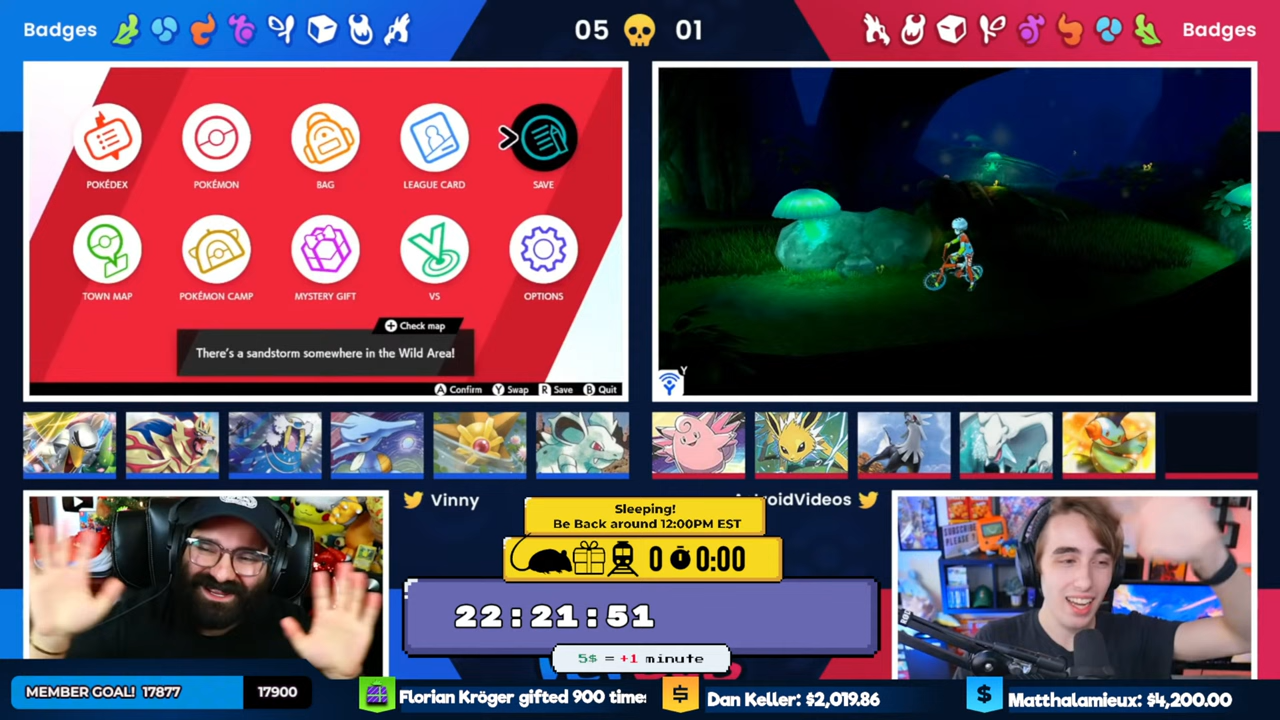 Badges
05
01
Badges
POKÉDEX
POKÉMON
BAG
LEAGUE CARD
SAVE
TOWN MAP
POKÉMON CAMP
MYSTERY GIFT
VS
OPTIONS
Check map
There's a sandstorm somewhere in the Wild Area!
A Confirm Y Swap R Save B Quit
Y
Vinny
roidVideos
Sleeping!
Be Back around 12:00PM EST
0 0:00
22:21:51
5$ = +1 minute
SUBSCRIBE
PLEASE
MEMBER GOAL! 17877
17900
Florian Kröger gifted 900 time
Dan Keller: $2,019.86
Matthalamieux: $4,200.00